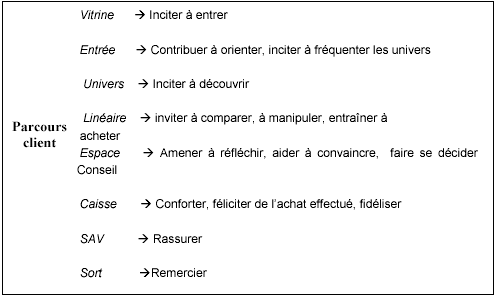 Vitrine → Inciter à entrer
Entrée → Contribuer à orienter, inciter à fréquenter les univers
Univers → Inciter à découvrir
Linéaire → inviter à comparer, à manipuler, entraîner à
acheter
Parcours
client
Espace → Amener à réfléchir, aider à convaincre, faire se décider
Conseil
Caisse → Conforter, féliciter de l'achat effectué, fidéliser
SAV → Rassurer
Sort →Remercier